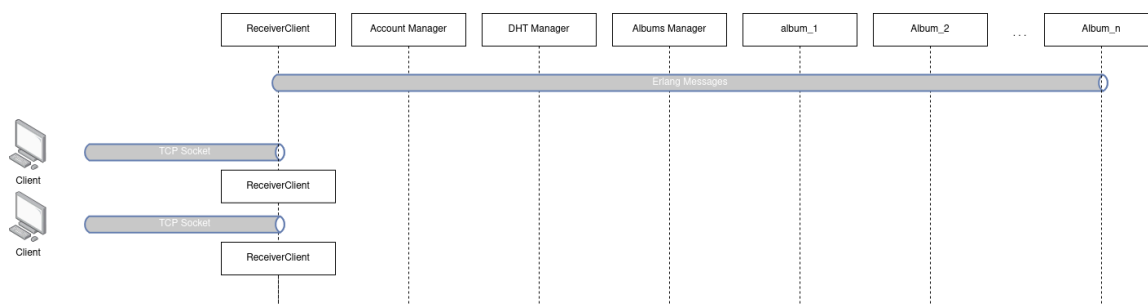 ReceiverClient
Account Manager
DHT Manager
Albums Manager
album_1
Album_2
. . .
Album_n
Erlang Messages
TCP Socket
Client
ReceiverClient
TCP Socket
Client
ReceiverClient